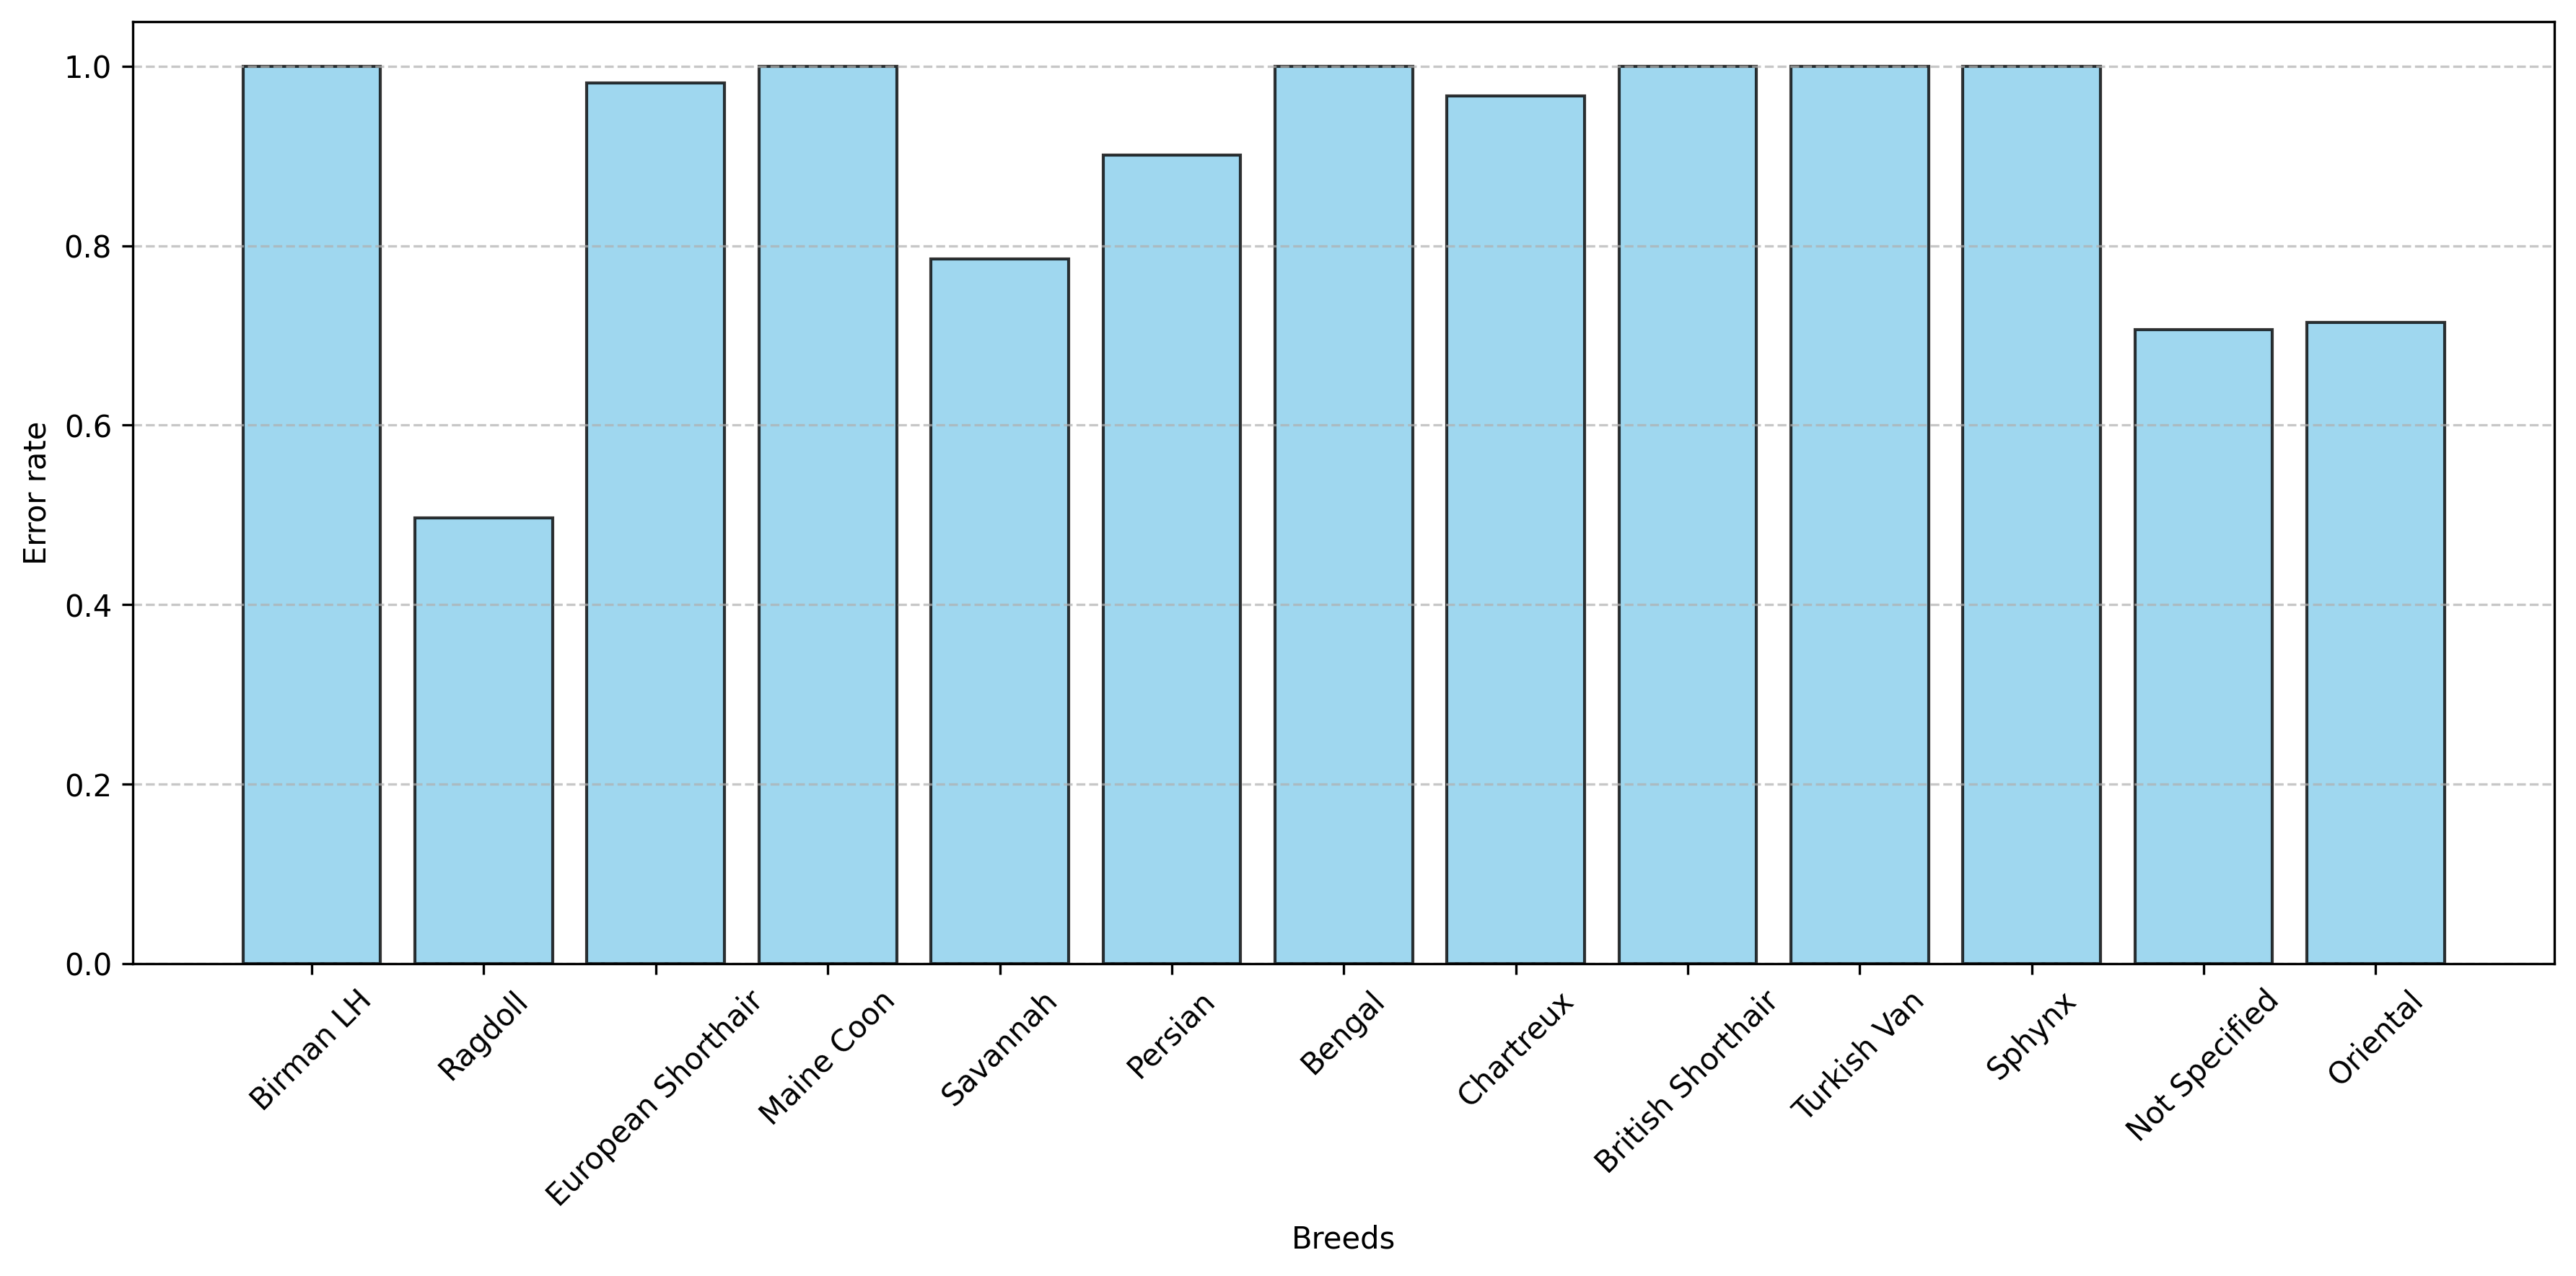 Error rate
1.0
0.8
0.6
0.4
0.2
0.0
Birman LH
Ragdoll
European Shorthair
Maine Coon
Savannah
Persian
Bengal
Chartreux
British Shorthair
Turkish Van
Sphynx
Not Specified
Oriental
Breeds